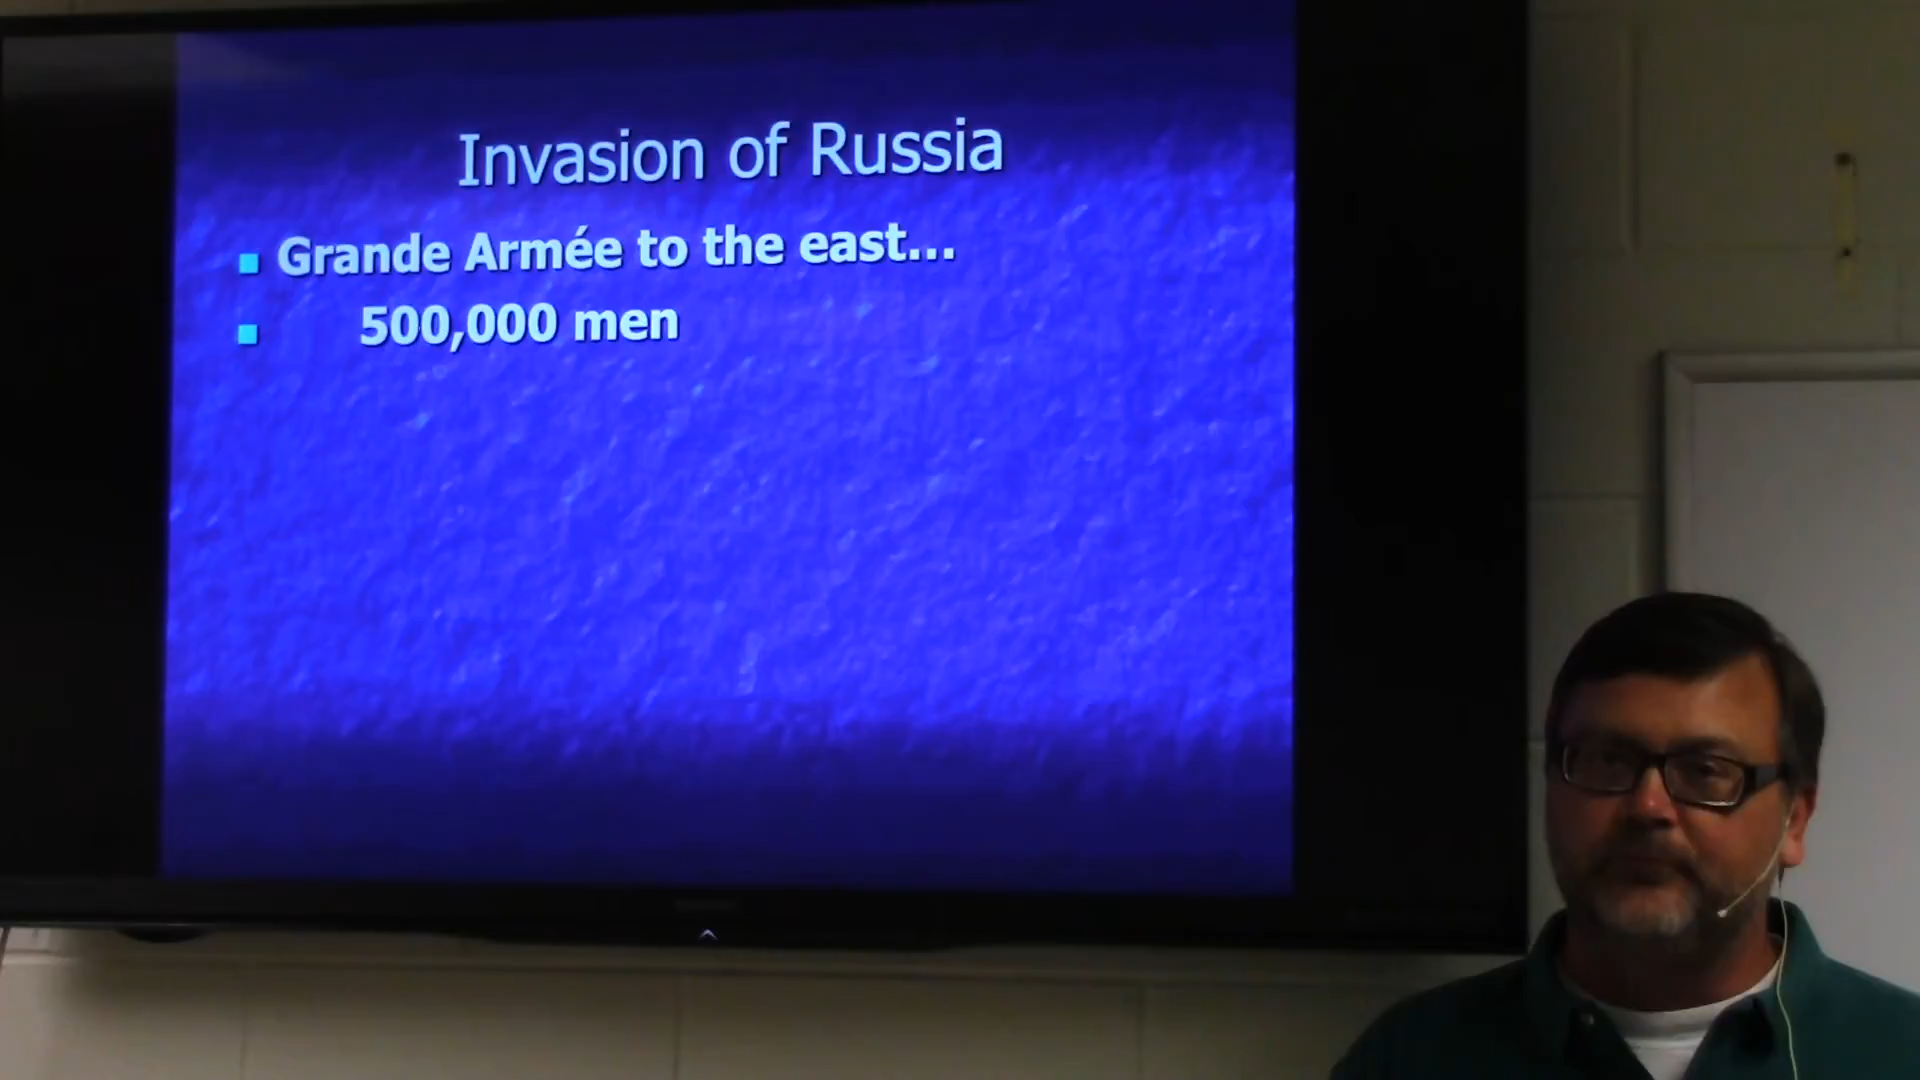 Invasion of Russia
Grande Armée to the east...
500,000 men